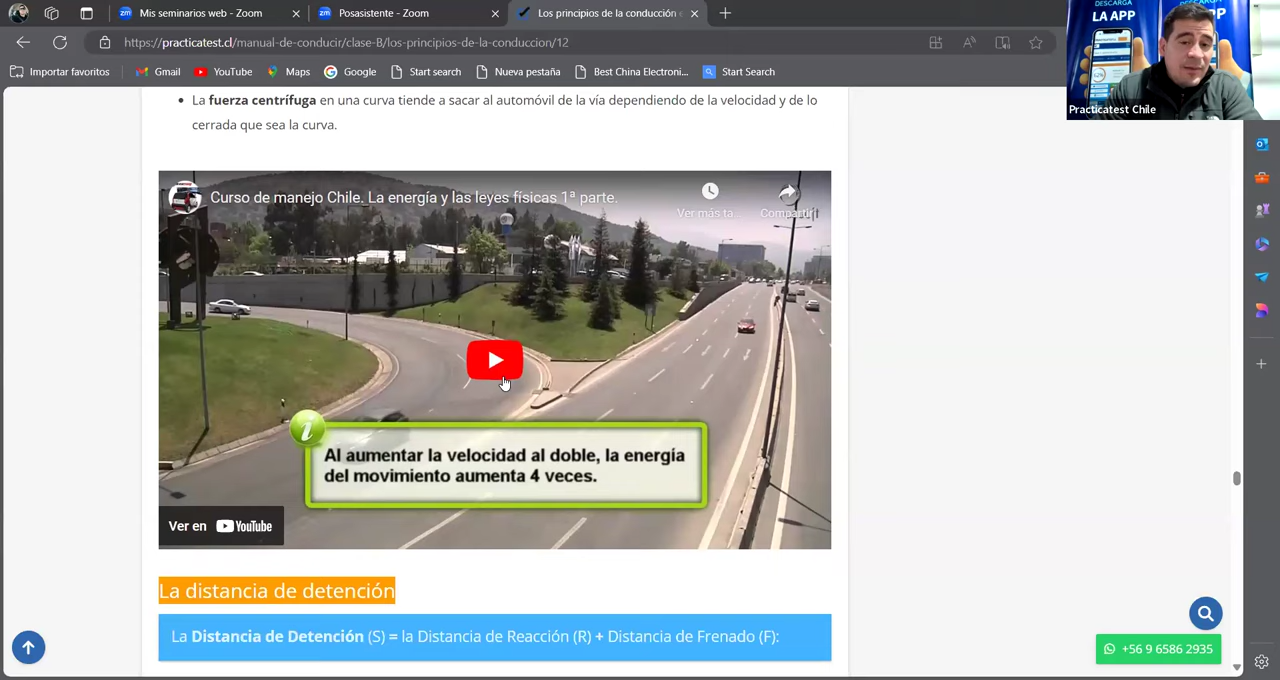 Mis seminarios web - Zoom
Posasistente - Zoom
Los principios de la conducción e
https://practicatest.cl/manual-de-conducir/clase-B/los-principios-de-la-conduccion/12
Importar favoritos
Gmail
YouTube
Maps
Google
Start search
Nueva pestaña
Best China Electroni...
Start Search
DESCARGA
LA APP
DESCARGA
LA APP
Practicatest Chile
La fuerza centrífuga en una curva tiende a sacar al automóvil de la vía dependiendo de la velocidad y de lo
cerrada que sea la curva.
Curso de manejo Chile. La energía y las leyes físicas 1ª parte.
Ver más ta...
Compartir
Al aumentar la velocidad al doble, la energía
del movimiento aumenta 4 veces.
Ver en YouTube
La distancia de detención
La Distancia de Detención (S) = la Distancia de Reacción (R) + Distancia de Frenado (F):
+56 9 6586 2935